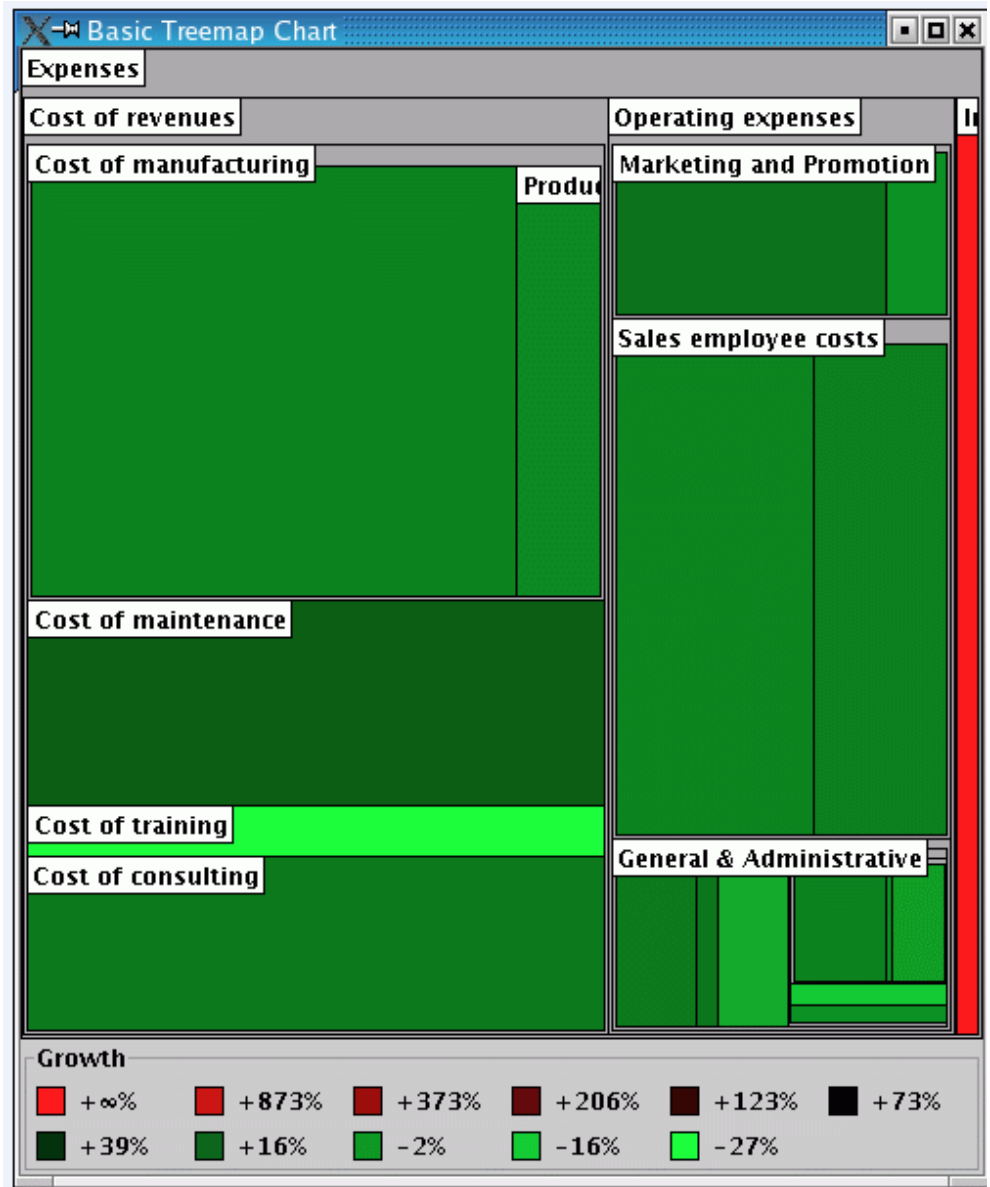 Basic Treemap Chart
Expenses
Cost of revenues
Operating expenses
Cost of manufacturing
Marketing and Promotion
Sales employee costs
Cost of maintenance
Cost of training
General & Administrative
Cost of consulting
Growth
+∞% +873% +373% +206% +123% +73%
+39% +16% -2% -16% -27%